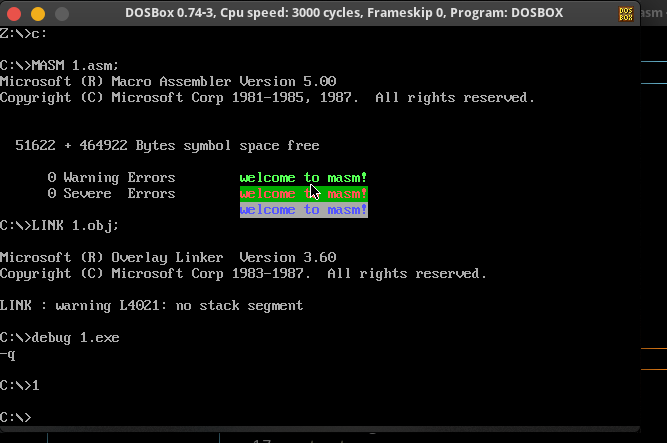 DOSBox 0.74-3, Cpu speed: 3000 cycles, Frameskip 0, Program: DOSBOX
DOS BOX
asm
Z:\>c:
C:\>MASM 1.asm;
Microsoft (R) Macro Assembler Version 5.00
Copyright (C) Microsoft Corp 1981-1985, 1987.  All rights reserved.
51622 + 464922 Bytes symbol space free
0 Warning Errors        welcome to masm!
0 Severe  Errors        welcome to masm!
welcome to masm!
C:\>LINK 1.obj;
Microsoft (R) Overlay Linker  Version 3.60
Copyright (C) Microsoft Corp 1983-1987.  All rights reserved.
LINK : warning L4021: no stack segment
C:\>debug 1.exe
-q
C:\>1
C:\>